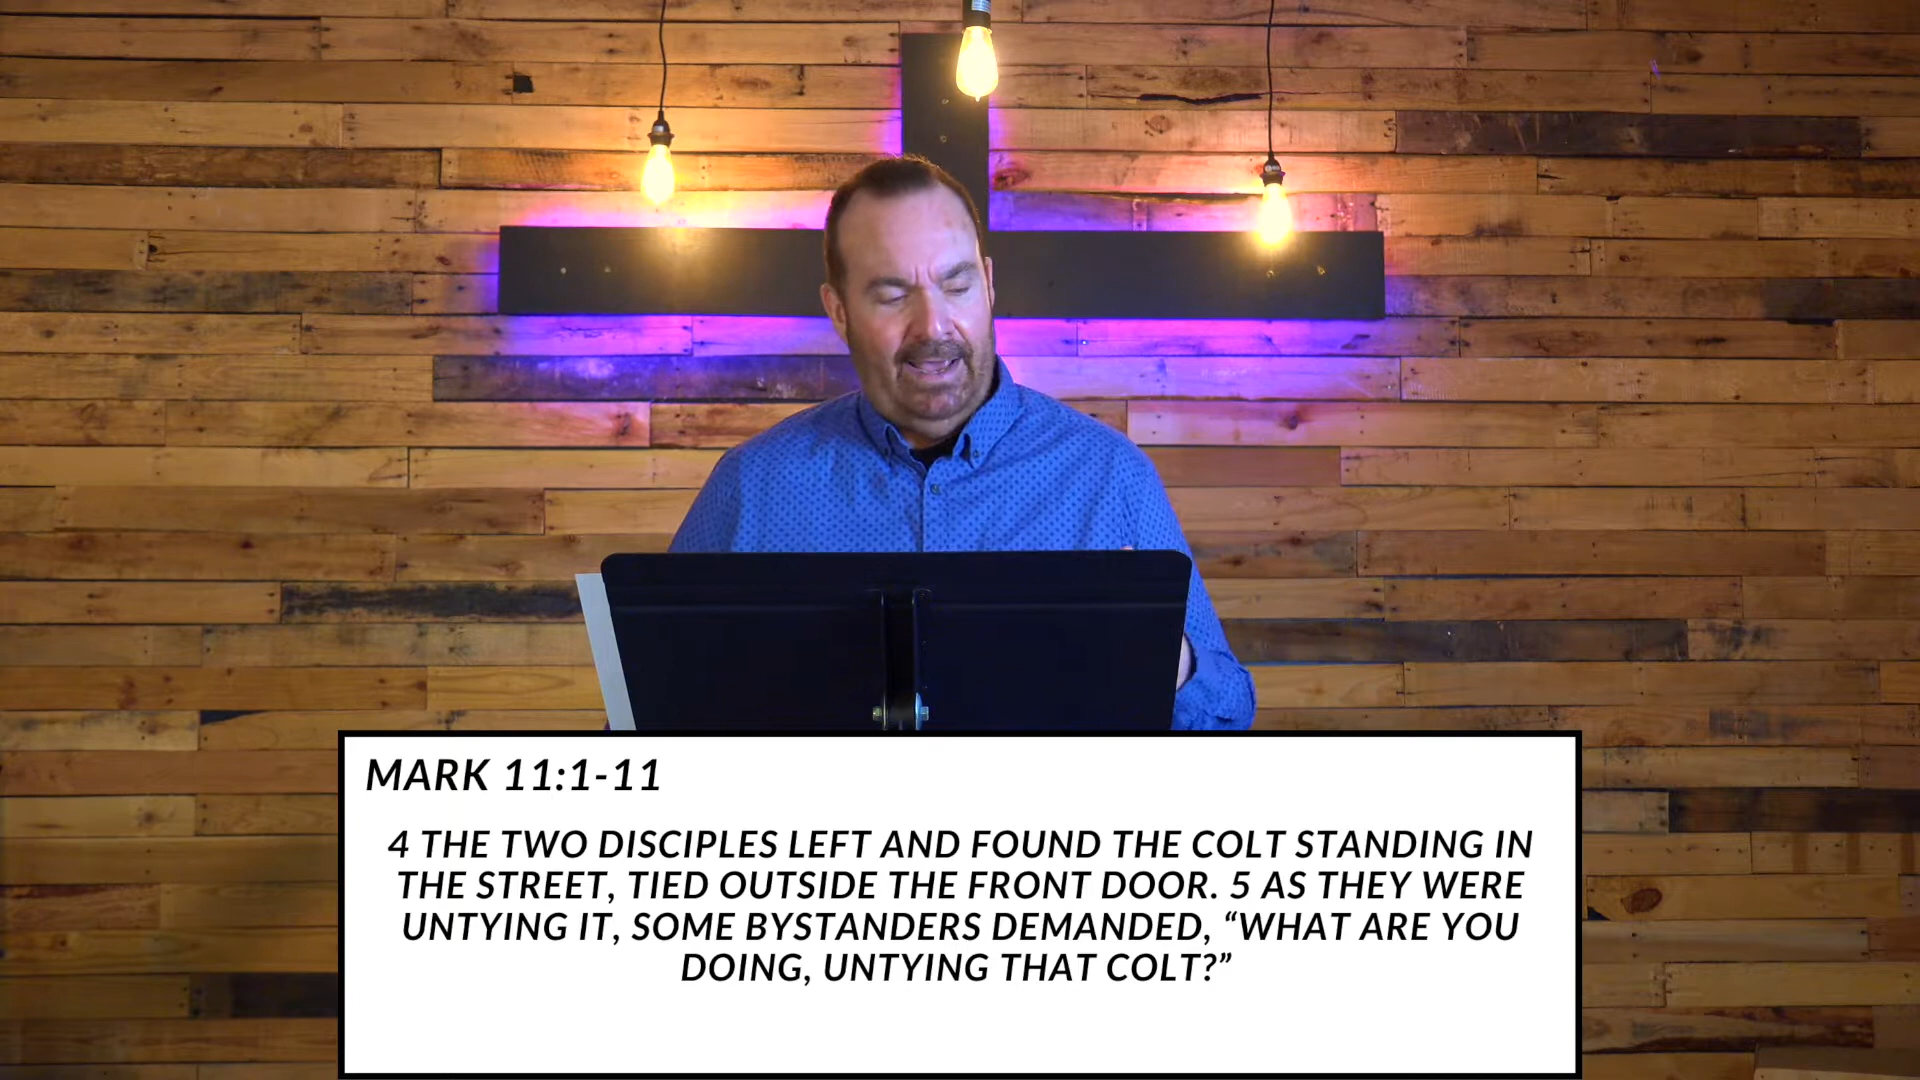 MARK 11:1-11
4 THE TWO DISCIPLES LEFT AND FOUND THE COLT STANDING IN
THE STREET, TIED OUTSIDE THE FRONT DOOR. 5 AS THEY WERE
UNTYING IT, SOME BYSTANDERS DEMANDED, “WHAT ARE YOU
DOING, UNTYING THAT COLT?”